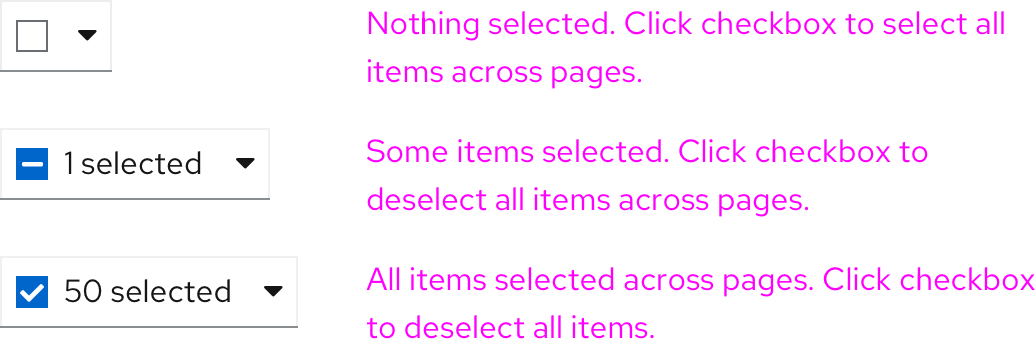 Nothing selected. Click checkbox to select all
items across pages.
1 selected
Some items selected. Click checkbox to
deselect all items across pages.
50 selected
All items selected across pages. Click checkbox
to deselect all items.